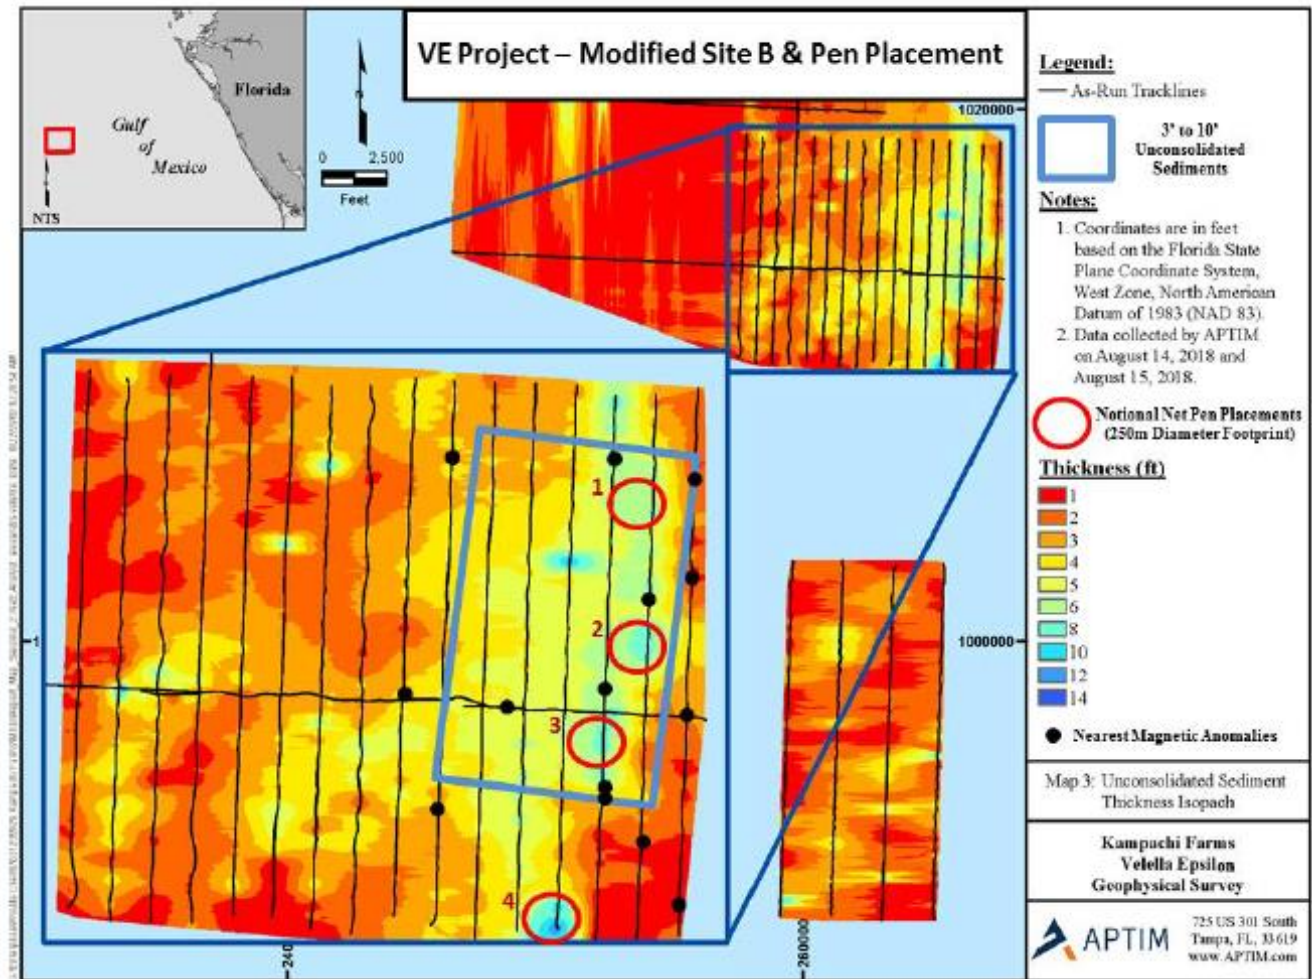 VE Project – Modified Site B & Pen Placement
Florida
Gulf
of
Mexico
NTS
0 2,500
Feet
1020000
1
2
1
1000000
3
4
240
260000
Legend:
As-Run Tracklines
3' to 10'
Unconsolidated
Sediments
Notes:
1. Coordinates are in feet
based on the Florida State
Plane Coordinate System,
West Zone, North American
Datum of 1983 (NAD 83).
2. Data collected by APTIM
on August 14, 2018 and
August 15, 2018.
Notional Net Pen Placements
(250m Diameter Footprint)
Thickness (ft)
1
2
3
4
5
6
8
10
12
14
Nearest Magnetic Anomalies
Map 3: Unconsolidated Sediment
Thickness Isopach
Kampachi Farms
Velella Epsilon
Geophysical Survey
APTIM
725 US 301 South
Tampa, FL, 33619
www.APTIM.com